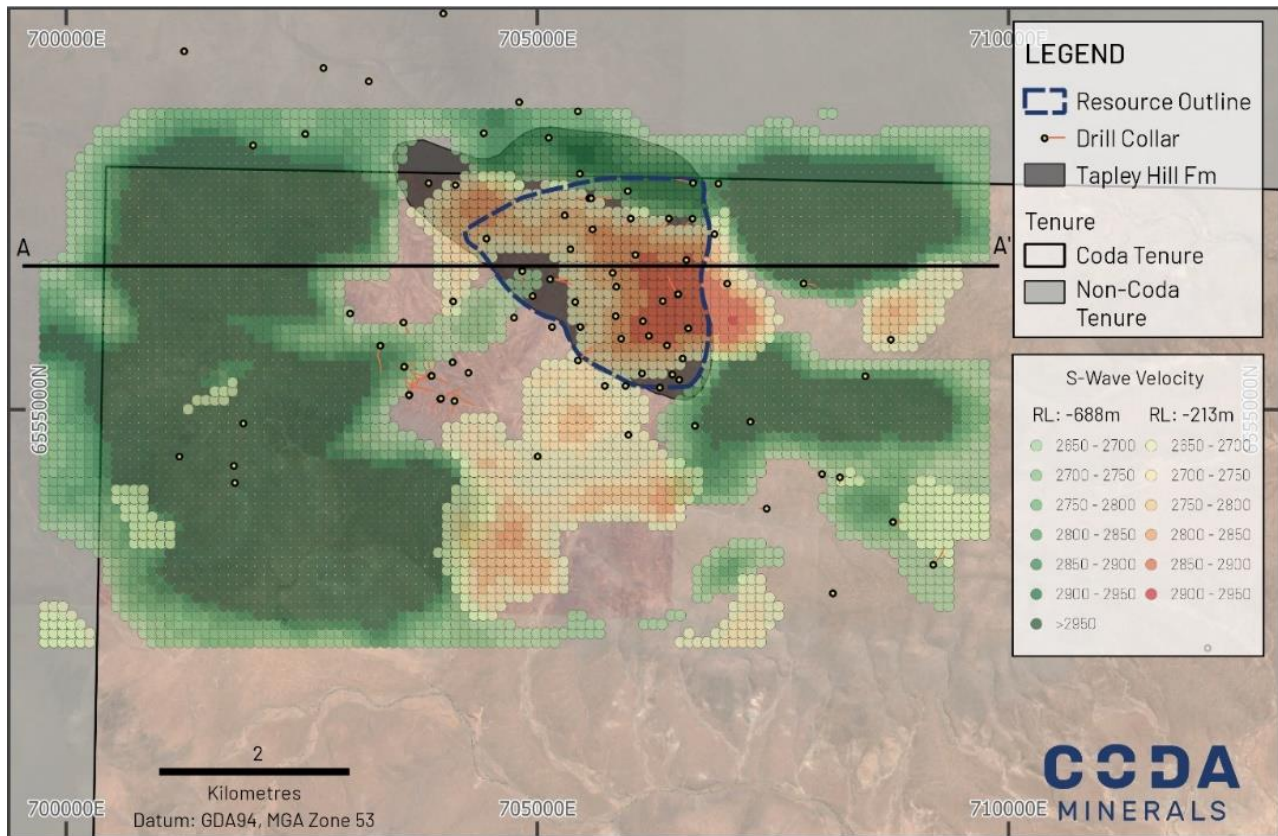 700000E
705000E
710000E
LEGEND
Resource Outline
Drill Collar
Tapley Hill Fm
Tenure
Coda Tenure
Non-Coda
Tenure
A
A'
S-Wave Velocity
RL: -688m RL: -213m
2650 - 2700 2650 - 2700
2700 - 2750 2700 - 2750
2750 - 2800 2750 - 2800
2800 - 2850 2800 - 2850
2850 - 2900 2850 - 2900
2900 - 2950 2900 - 2950
>2950
6555000N
6555000N
2
Kilometres
Datum: GDA94, MGA Zone 53
700000E
705000E
710000E
CODA
MINERALS